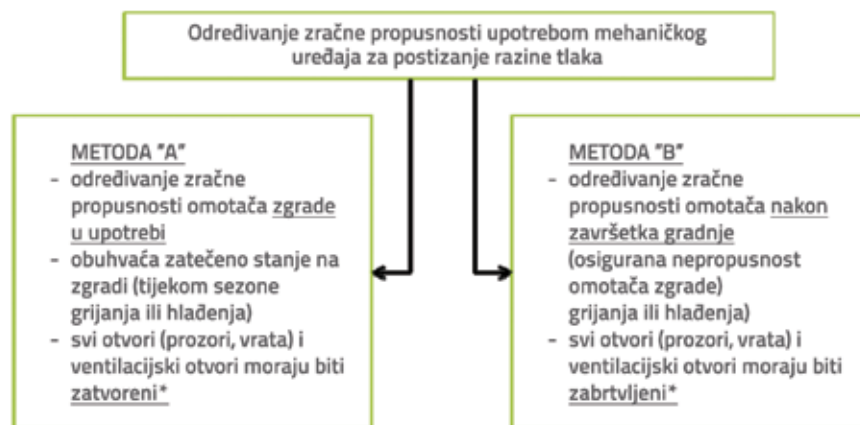 Određivanje zračne propusnosti upotrebom mehaničkog
uređaja za postizanje razine tlaka
METODA "A"
- određivanje zračne
propusnosti omotača zgrade
u upotrebi
- obuhvaća zatečeno stanje na
zgradi (tijekom sezone
grijanja ili hlađenja)
- svi otvori (prozori, vrata) i
ventilacijski otvori moraju biti
zatvoreni*
METODA "B"
- određivanje zračne
propusnosti omotača nakon
završetka gradnje
(osigurana nepropusnost
omotača zgrade)
grijanja ili hlađenja)
- svi otvori (prozori, vrata) i
ventilacijski otvori moraju biti
zabrtvljeni*